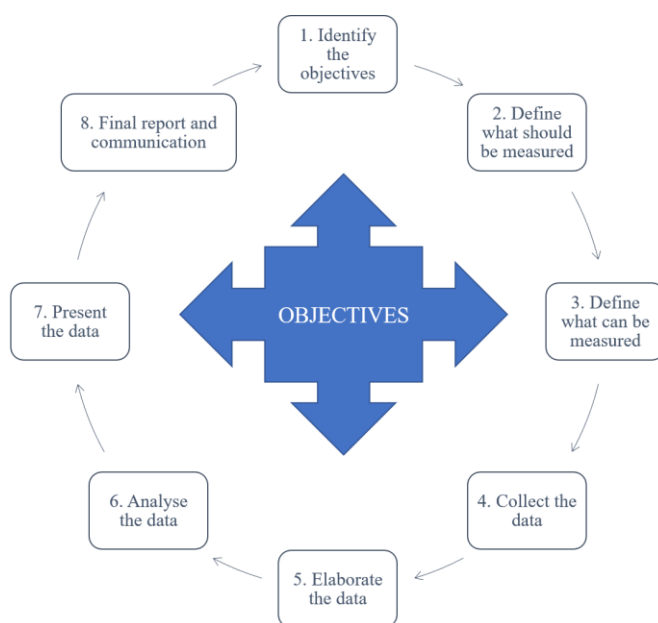 1. Identify
the
objectives
2. Define
what should
be measured
3. Define
what can be
measured
4. Collect the
data
5. Elaborate
the data
6. Analyse
the data
7. Present
the data
8. Final report and
communication
OBJECTIVES